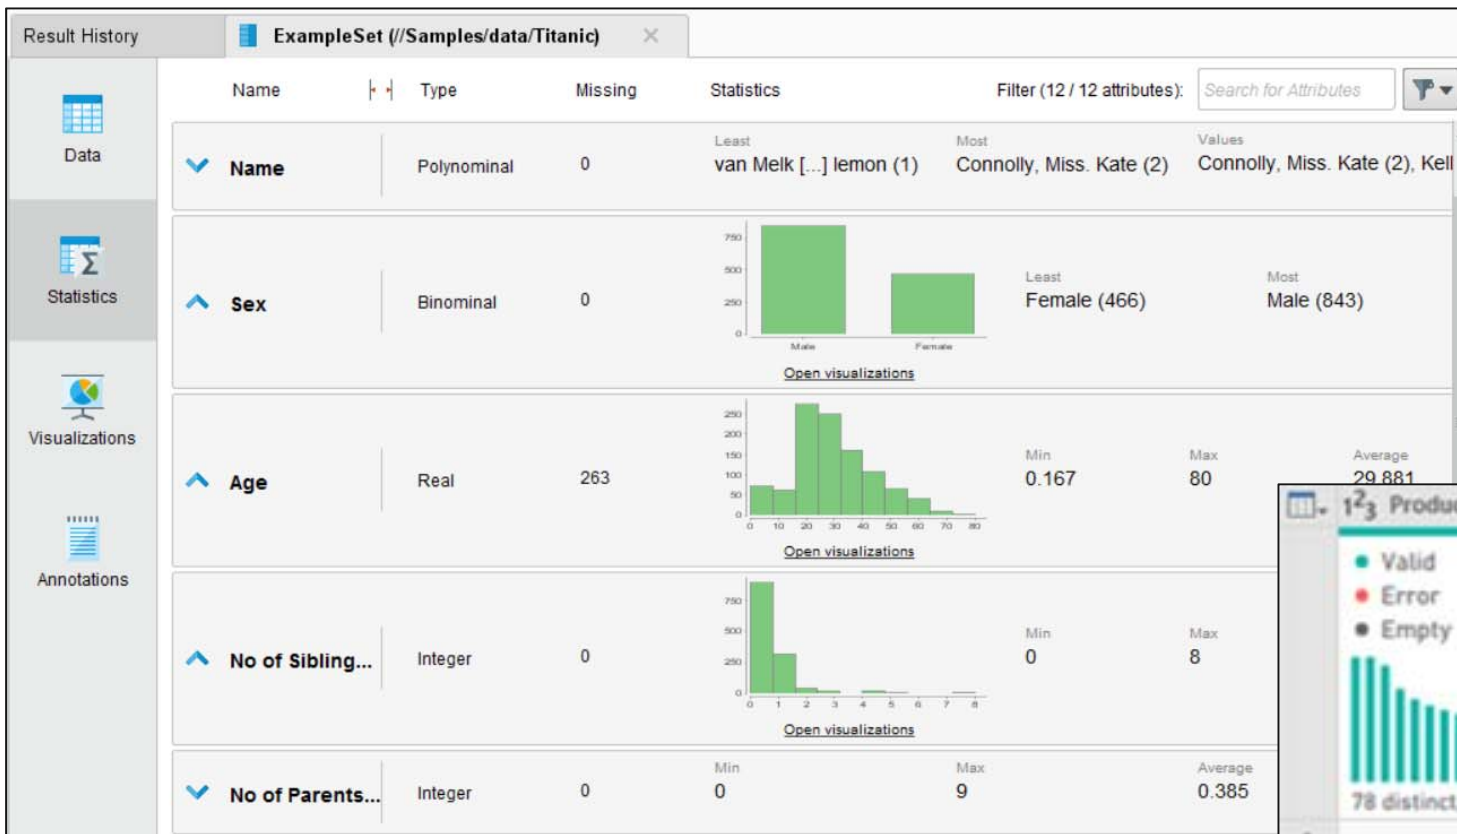 Result History
ExampleSet (//Samples/data/Titanic)
Name Type Missing Statistics Filter (12 / 12 attributes): Search for Attributes
Data
Statistics
Visualizations
Annotations
Name Polynominal 0
Least
van Melk [...] lemon (1)
Most
Connolly, Miss. Kate (2)
Values
Connolly, Miss. Kate (2), Kell
Sex Binominal 0
750
500
250
0
Male Female
Open visualizations
Least
Female (466)
Most
Male (843)
Age Real 263
250
200
150
100
50
0
0 10 20 30 40 50 60 70 80
Open visualizations
Min
0.167
Max
80
Average
29.881
No of Sibling... Integer 0
750
500
250
0
0 1 2 3 4 5 6 7 8
Open visualizations
Min
0
Max
8
No of Parents... Integer 0
Min
0
Max
9
Average
0.385
1²3 Produc
Valid
Error
Empty
78 distinct,